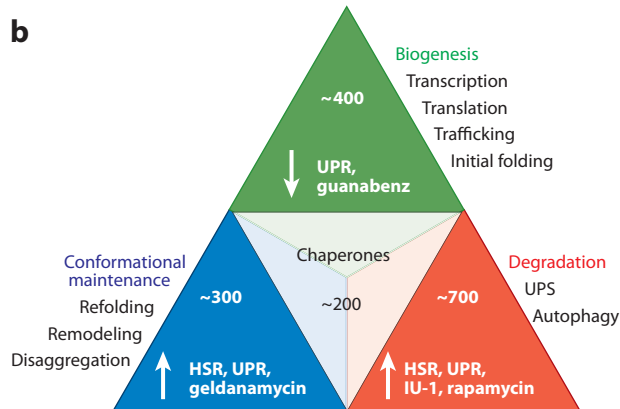 b
Biogenesis
Transcription
Translation
Trafficking
Initial folding
~400
UPR,
guanabenz
Chaperones
~200
Conformational
maintenance
Refolding
Remodeling
Disaggregation
~300
HSR, UPR,
geldanamycin
Degradation
UPS
Autophagy
~700
HSR, UPR,
IU-1, rapamycin